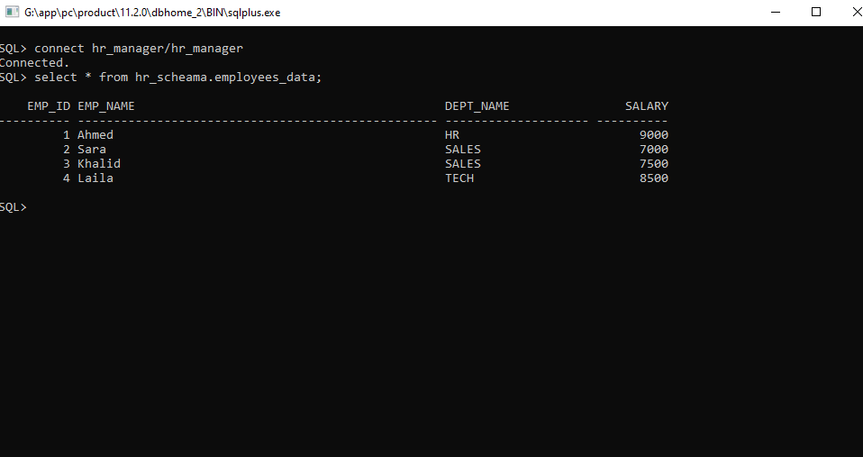 G:\app\pc\product\11.2.0\dbhome_2\BIN\sqlplus.exe
SQL> connect hr_manager/hr_manager
Connected.
SQL> select * from hr_scheama.employees_data;
    EMP_ID EMP_NAME                                           DEPT_NAME                SALARY
---------- -------------------------------------------------- -------------------- ----------
         1 Ahmed                                              HR                         9000
         2 Sara                                               SALES                      7000
         3 Khalid                                             SALES                      7500
         4 Laila                                              TECH                       8500
SQL>